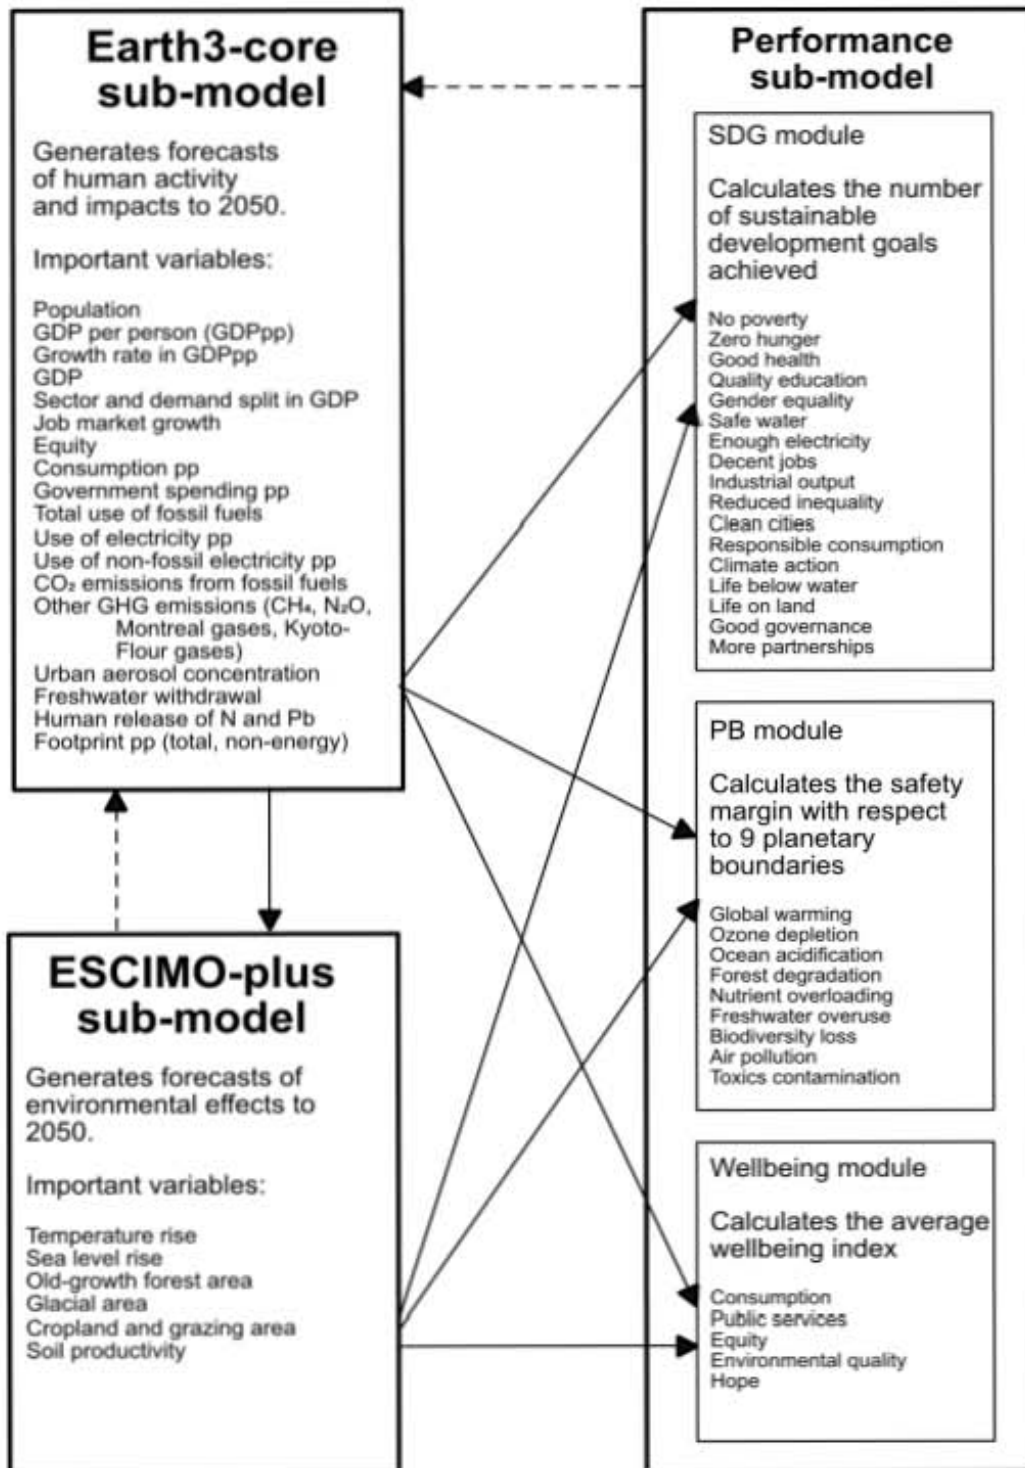 Earth3-core
sub-model
Generates forecasts
of human activity
and impacts to 2050.
Important variables:
Population
GDP per person (GDPpp)
Growth rate in GDPpp
GDP
Sector and demand split in GDP
Job market growth
Equity
Consumption pp
Government spending pp
Total use of fossil fuels
Use of electricity pp
Use of non-fossil electricity pp
CO₂ emissions from fossil fuels
Other GHG emissions (CH₄, N₂O,
Montreal gases, Kyoto-
Flour gases)
Urban aerosol concentration
Freshwater withdrawal
Human release of N and Pb
Footprint pp (total, non-energy)
ESCIMO-plus
sub-model
Generates forecasts of
environmental effects to
2050.
Important variables:
Temperature rise
Sea level rise
Old-growth forest area
Glacial area
Cropland and grazing area
Soil productivity
Performance
sub-model
SDG module
Calculates the number
of sustainable
development goals
achieved
No poverty
Zero hunger
Good health
Quality education
Gender equality
Safe water
Enough electricity
Decent jobs
Industrial output
Reduced inequality
Clean cities
Responsible consumption
Climate action
Life below water
Life on land
Good governance
More partnerships
PB module
Calculates the safety
margin with respect
to 9 planetary
boundaries
Global warming
Ozone depletion
Ocean acidification
Forest degradation
Nutrient overloading
Freshwater overuse
Biodiversity loss
Air pollution
Toxics contamination
Wellbeing module
Calculates the average
wellbeing index
Consumption
Public services
Equity
Environmental quality
Hope